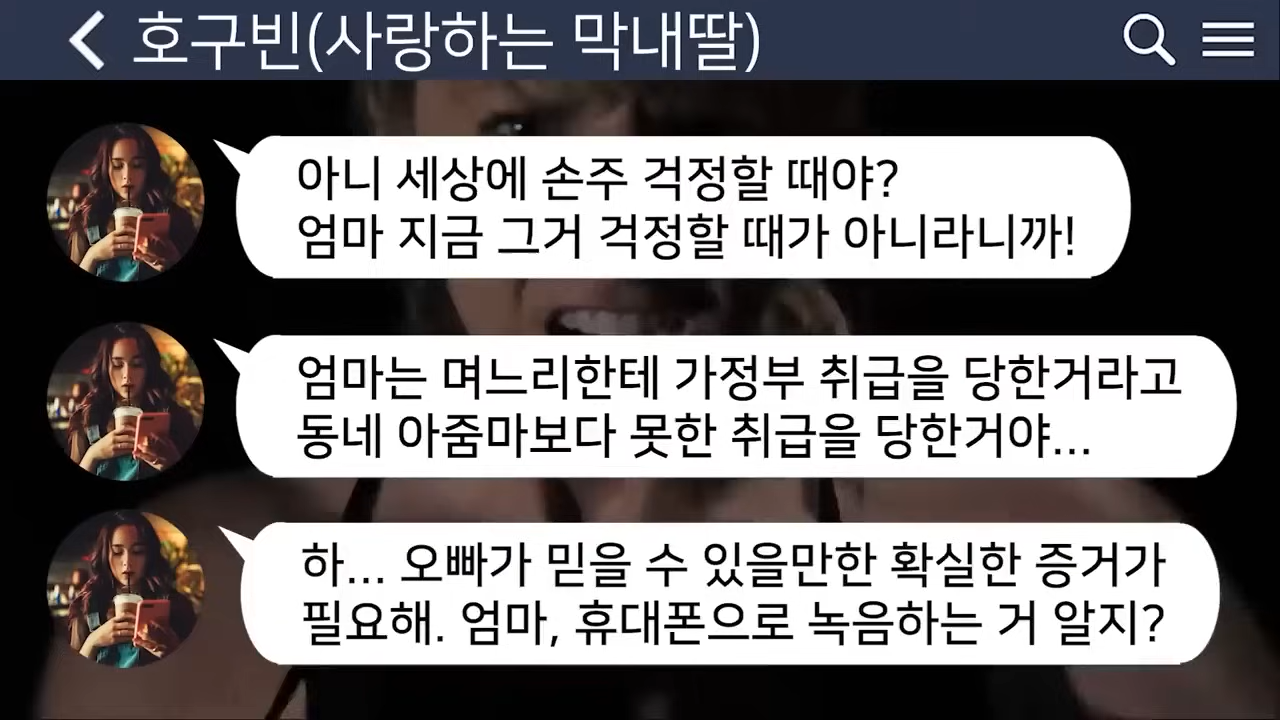 호구빈(사랑하는 막내딸)
아니 세상에 손주 걱정할 때야?
엄마 지금 그거 걱정할 때가 아니라니까!
엄마는 며느리한테 가정부 취급을 당한거라고
동네 아줌마보다 못한 취급을 당한거야...
하... 오빠가 믿을 수 있을만한 확실한 증거가
필요해. 엄마, 휴대폰으로 녹음하는 거 알지?